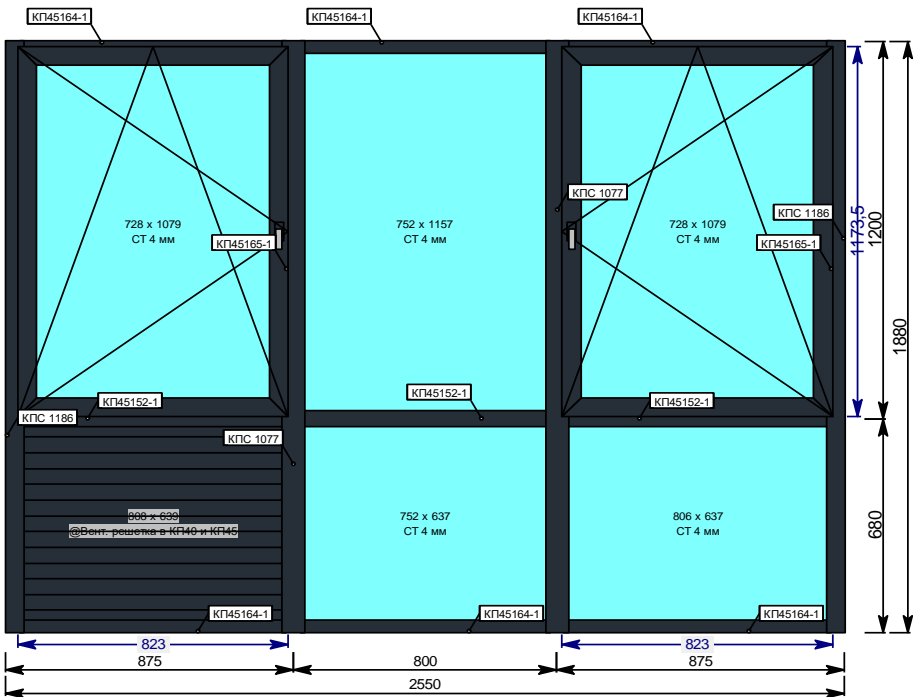 КП45164-1
КП45164-1
КП45164-1
728 x 1079
СТ 4 мм
752 x 1157
СТ 4 мм
728 x 1079
СТ 4 мм
КПС 1077
КПС 1186
КП45165-1
КП45165-1
1173,5
1200
1880
КП45152-1
КП45152-1
КП45152-1
КПС 1186
КПС 1077
808 x 639
@Вент. решетка в КП40 и КП45
752 x 637
СТ 4 мм
806 x 637
СТ 4 мм
680
КП45164-1
КП45164-1
КП45164-1
823
823
875
800
875
2550